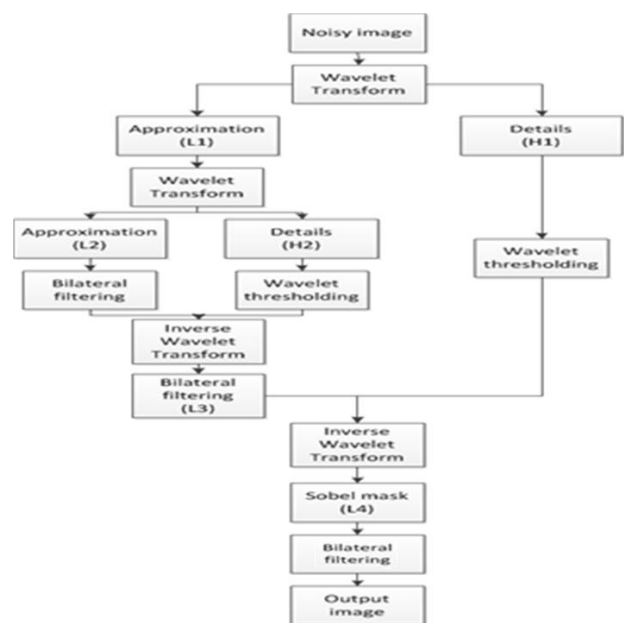 Noisy image
Wavelet
Transform
Approximation
(L1)
Details
(H1)
Wavelet
Transform
Approximation
(L2)
Details
(H2)
Wavelet
thresholding
Bilateral
filtering
Wavelet
thresholding
Inverse
Wavelet
Transform
Bilateral
filtering
(L3)
Inverse
Wavelet
Transform
Sobel mask
(L4)
Bilateral
filtering
Output
image